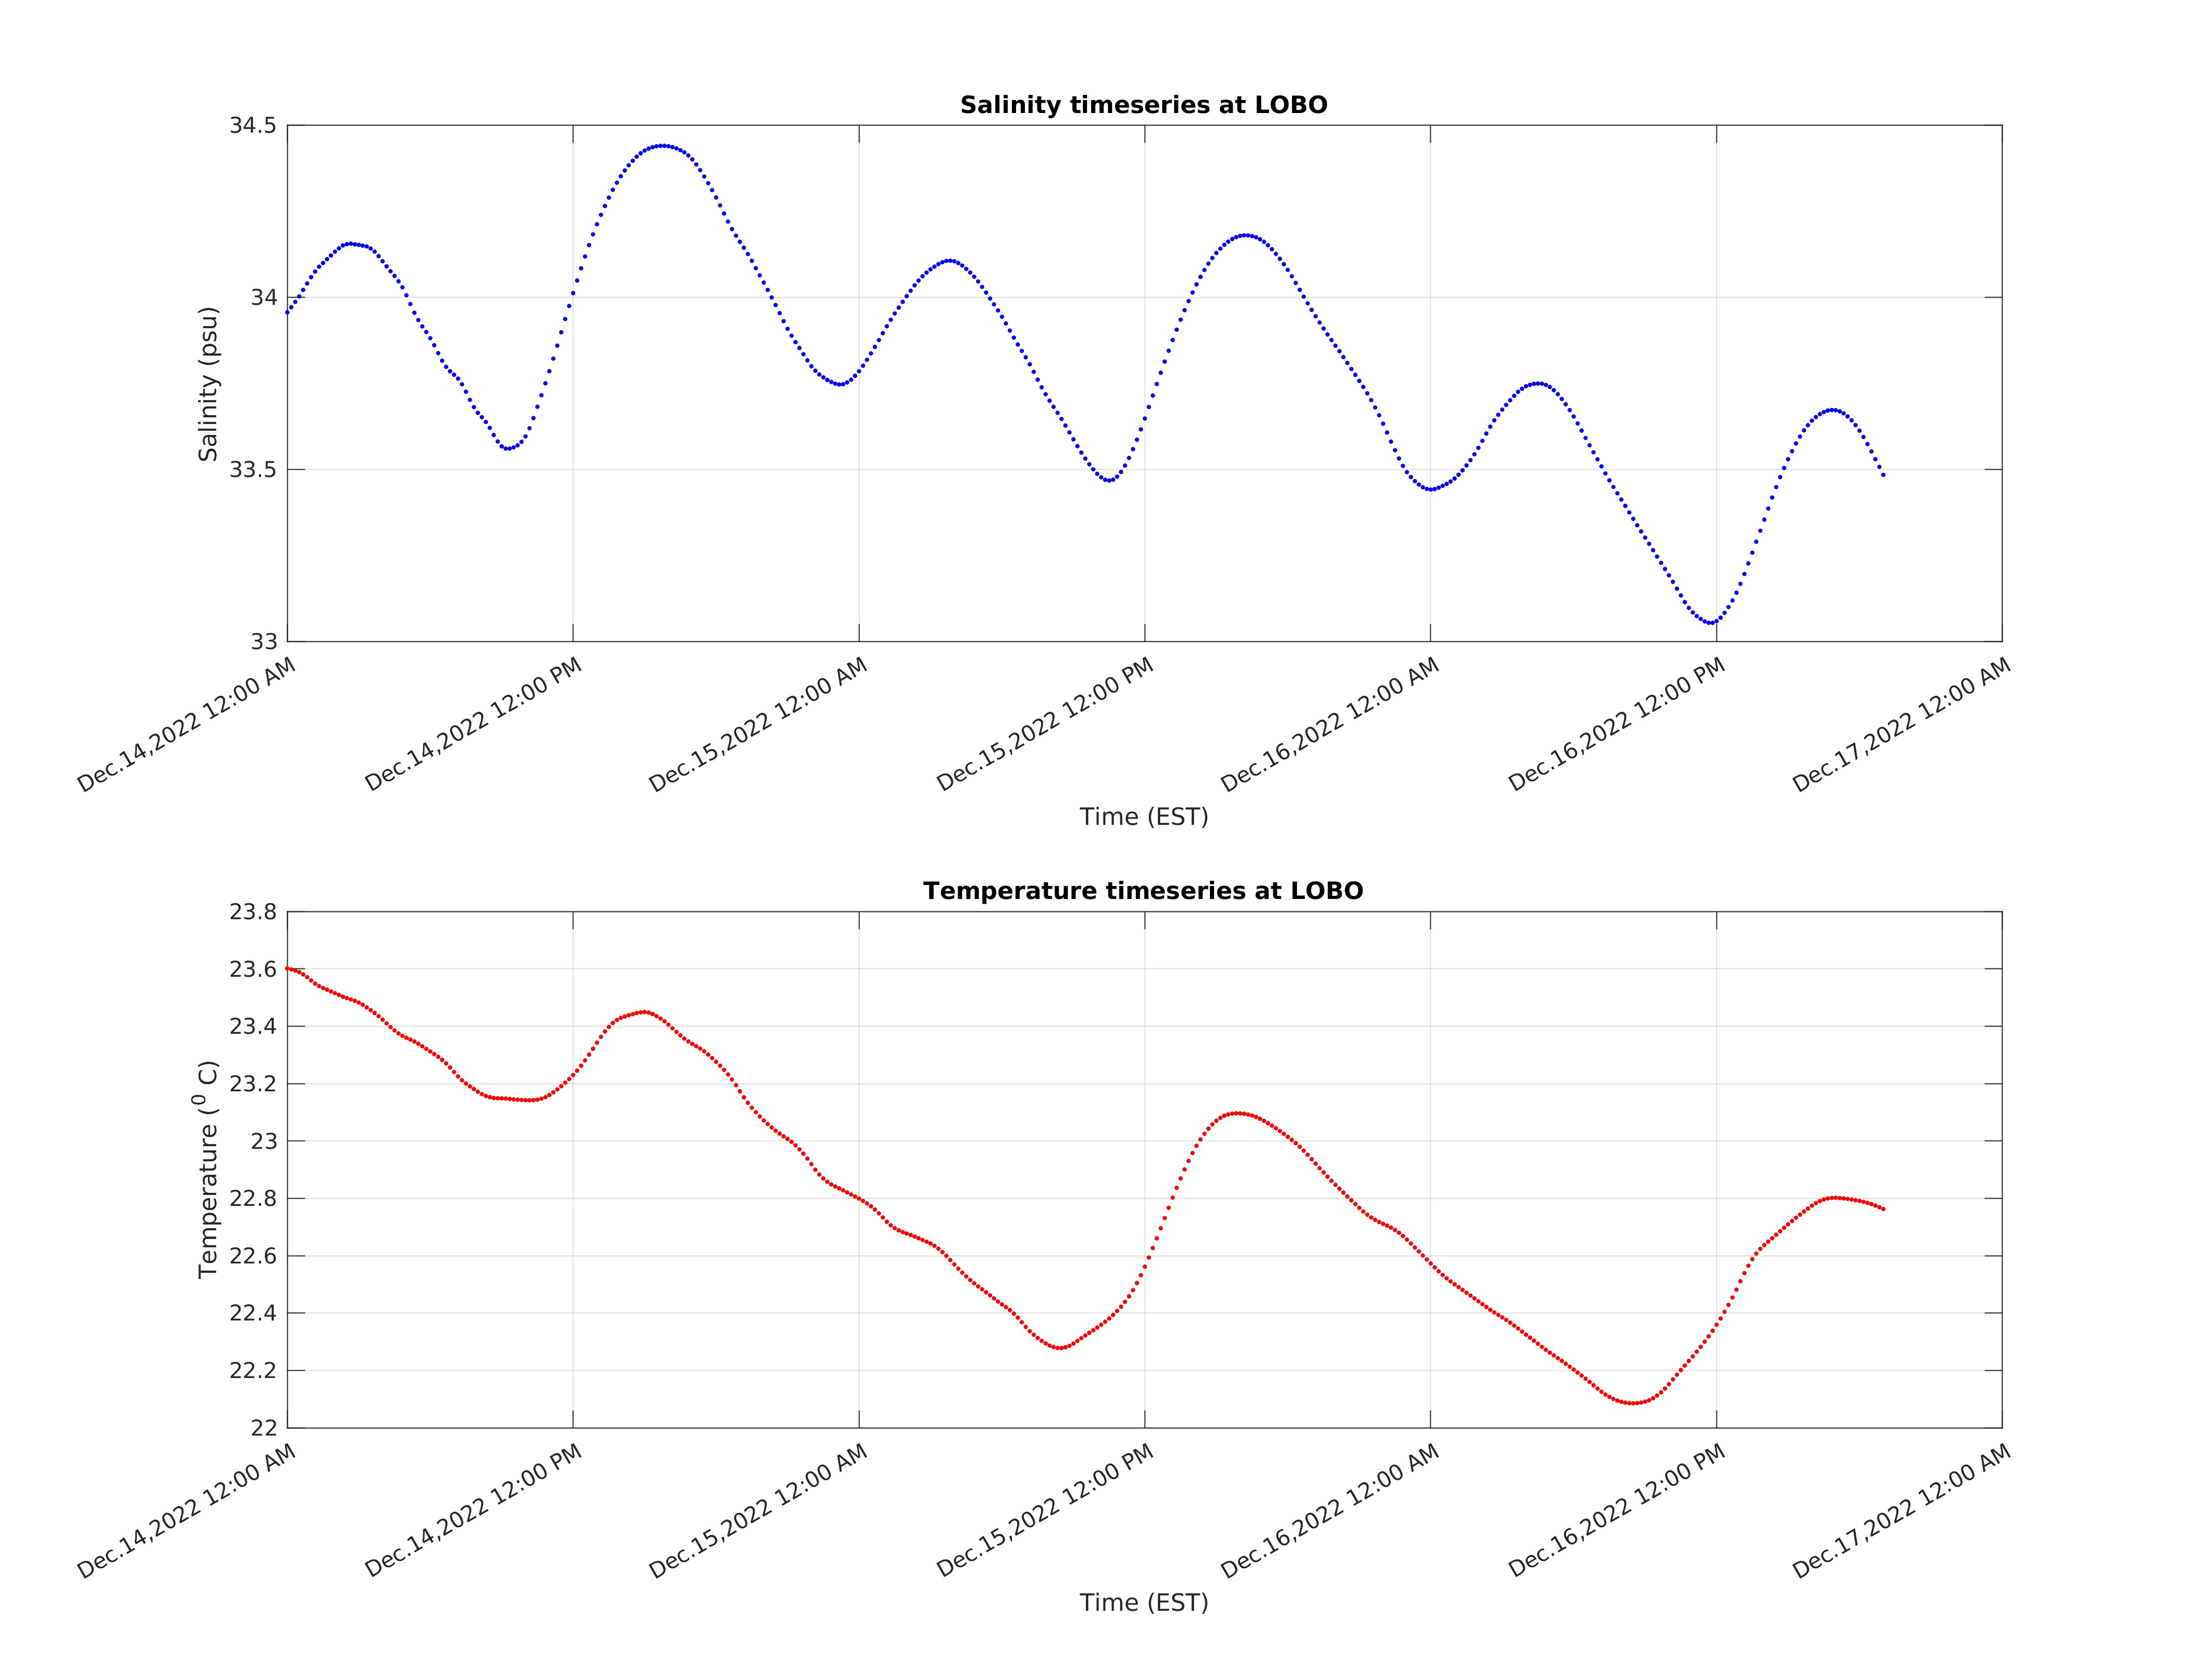 Salinity timeseries at LOBO
34.5
34
33.5
33
Salinity (psu)
Dec.14,2022 12:00 AM
Dec.14,2022 12:00 PM
Dec.15,2022 12:00 AM
Dec.15,2022 12:00 PM
Dec.16,2022 12:00 AM
Dec.16,2022 12:00 PM
Dec.17,2022 12:00 AM
Time (EST)
Temperature timeseries at LOBO
23.8
23.6
23.4
23.2
23
22.8
22.6
22.4
22.2
22
Temperature (⁰ C)
Dec.14,2022 12:00 AM
Dec.14,2022 12:00 PM
Dec.15,2022 12:00 AM
Dec.15,2022 12:00 PM
Dec.16,2022 12:00 AM
Dec.16,2022 12:00 PM
Dec.17,2022 12:00 AM
Time (EST)